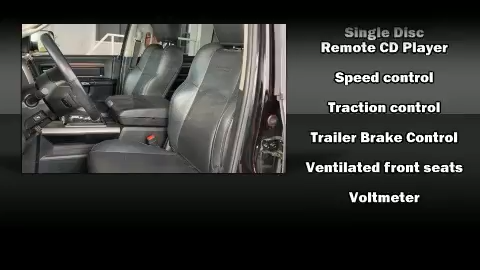 Single Disc
Remote CD Player
Speed control
Traction control
Trailer Brake Control
Ventilated front seats
Voltmeter